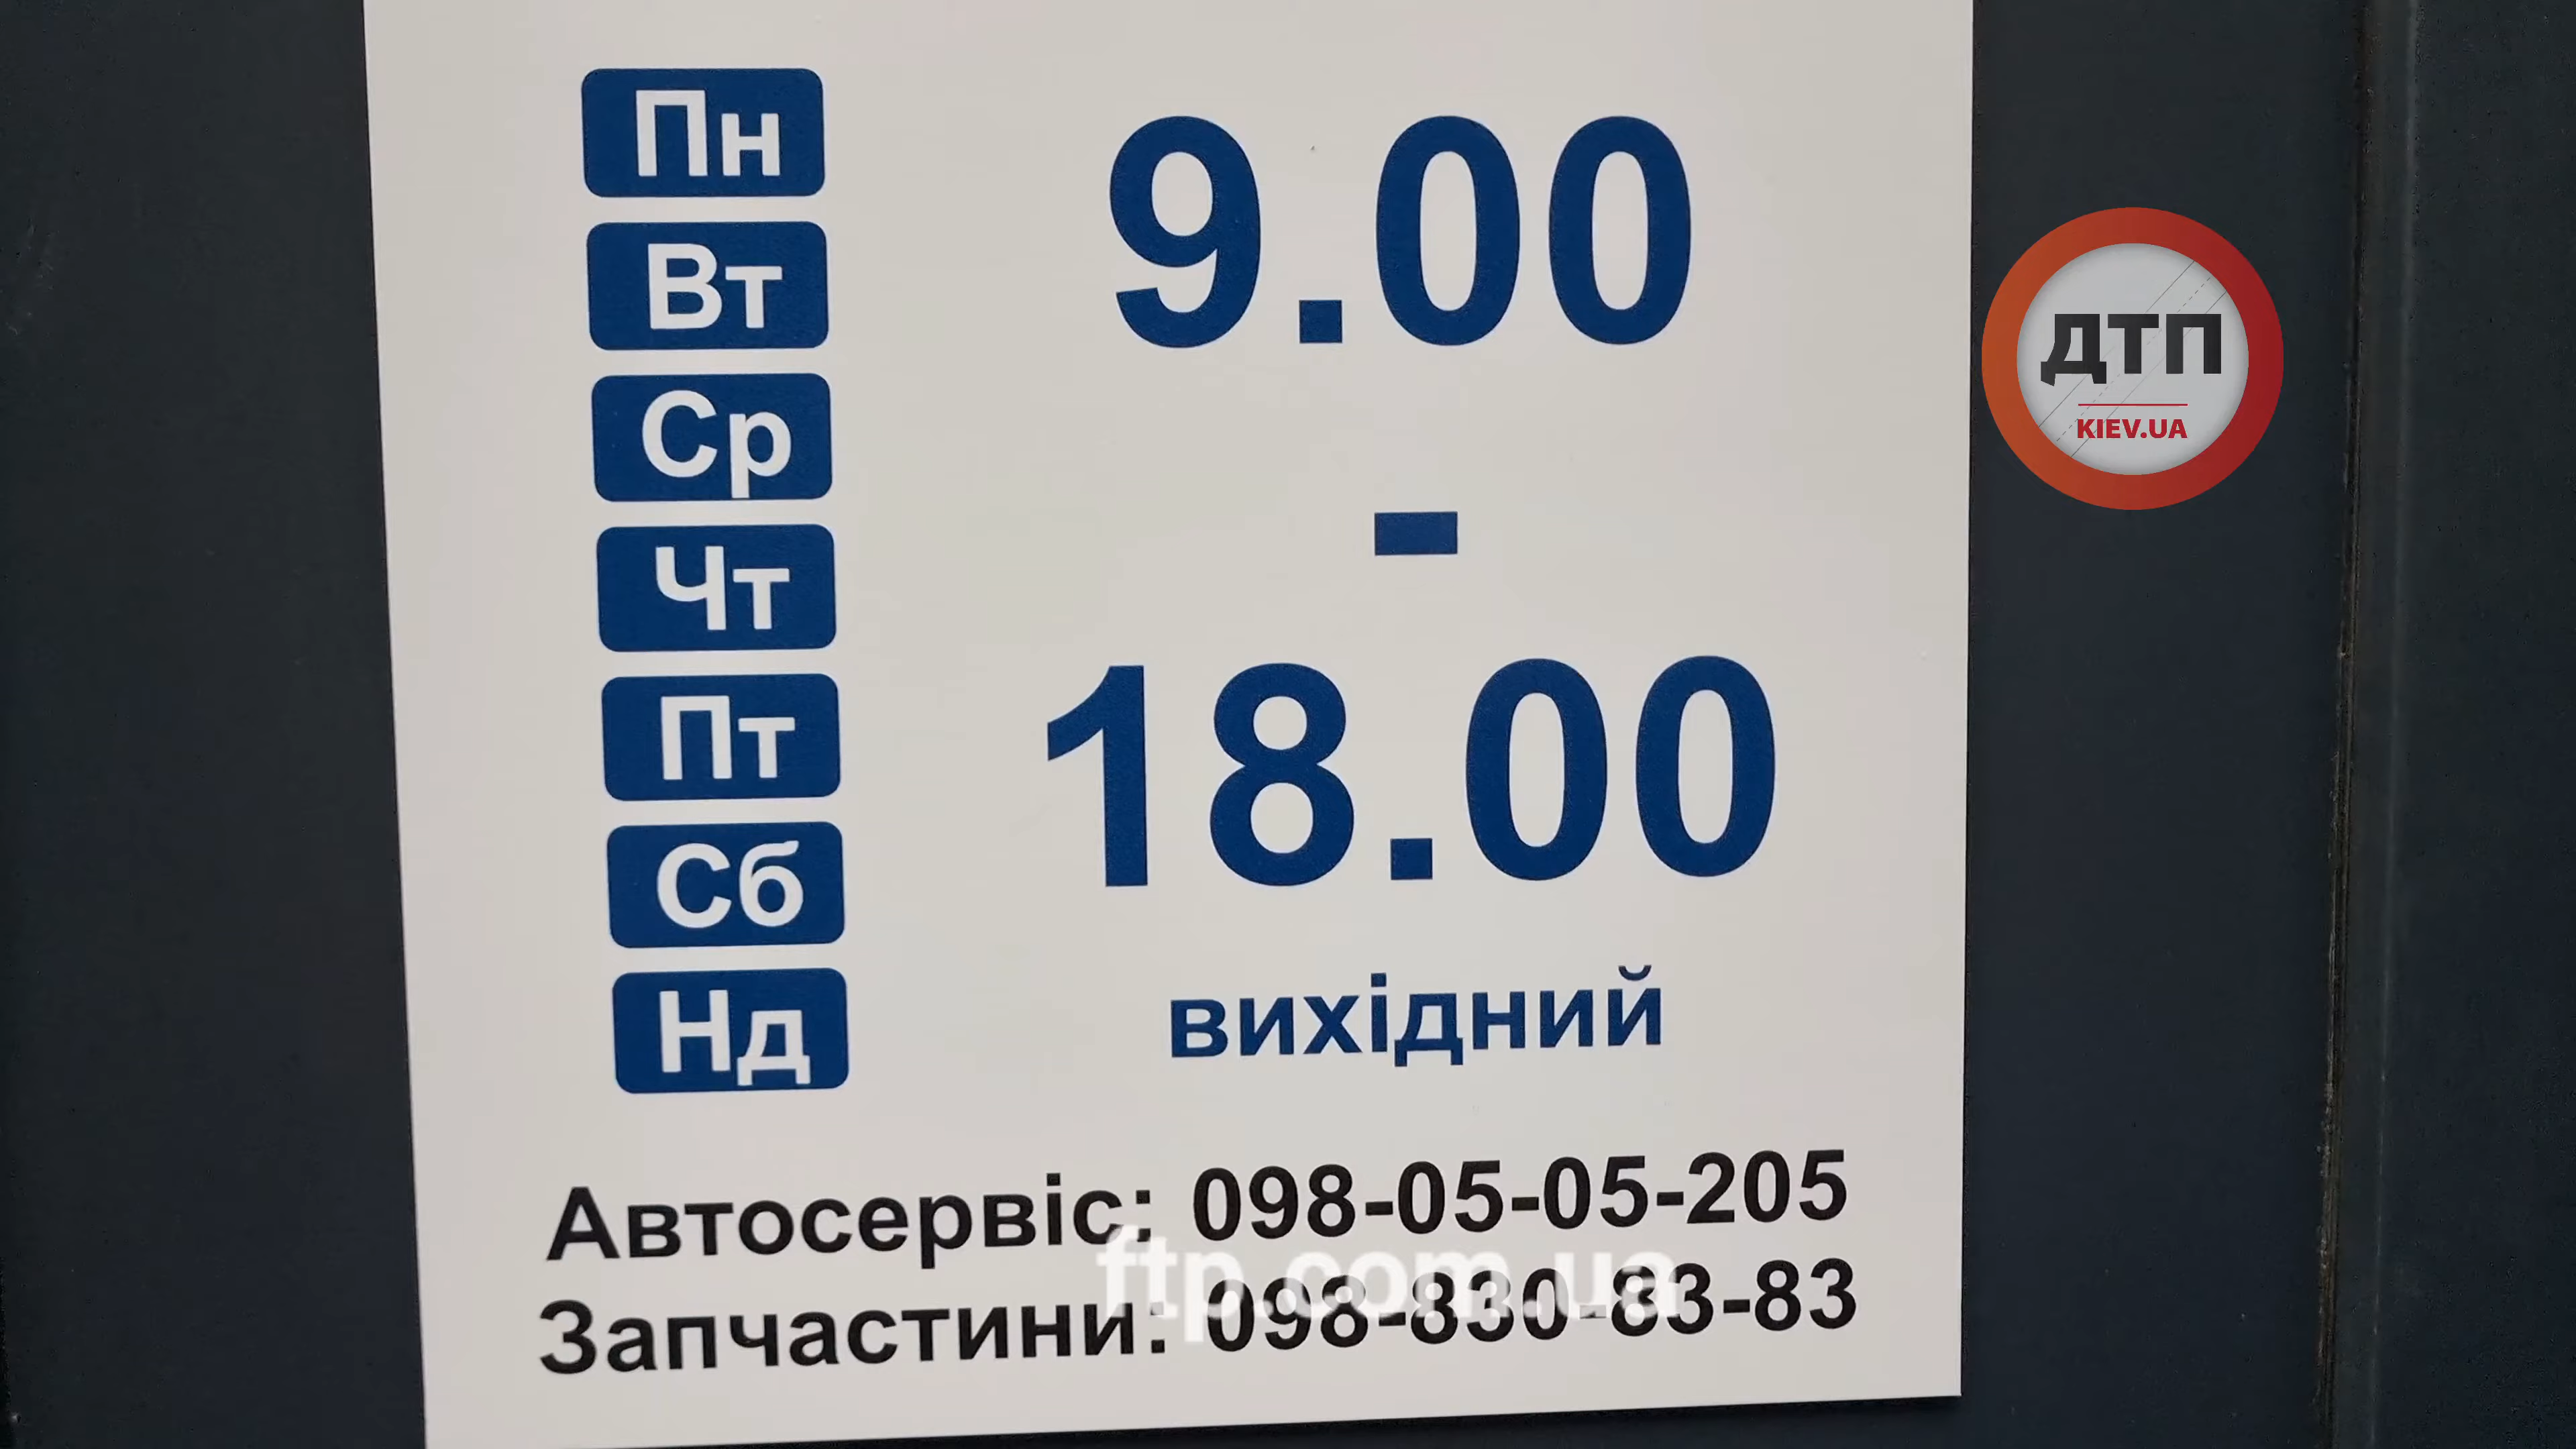 Пн
Вт
Ср
Чт
Пт
Сб
Нд
9.00
-
18.00
вихідний
Автосервіс: 098-05-05-205
Запчастини: 098-830-83-83
ftp.com.ua
ДТП
KIEV.UA